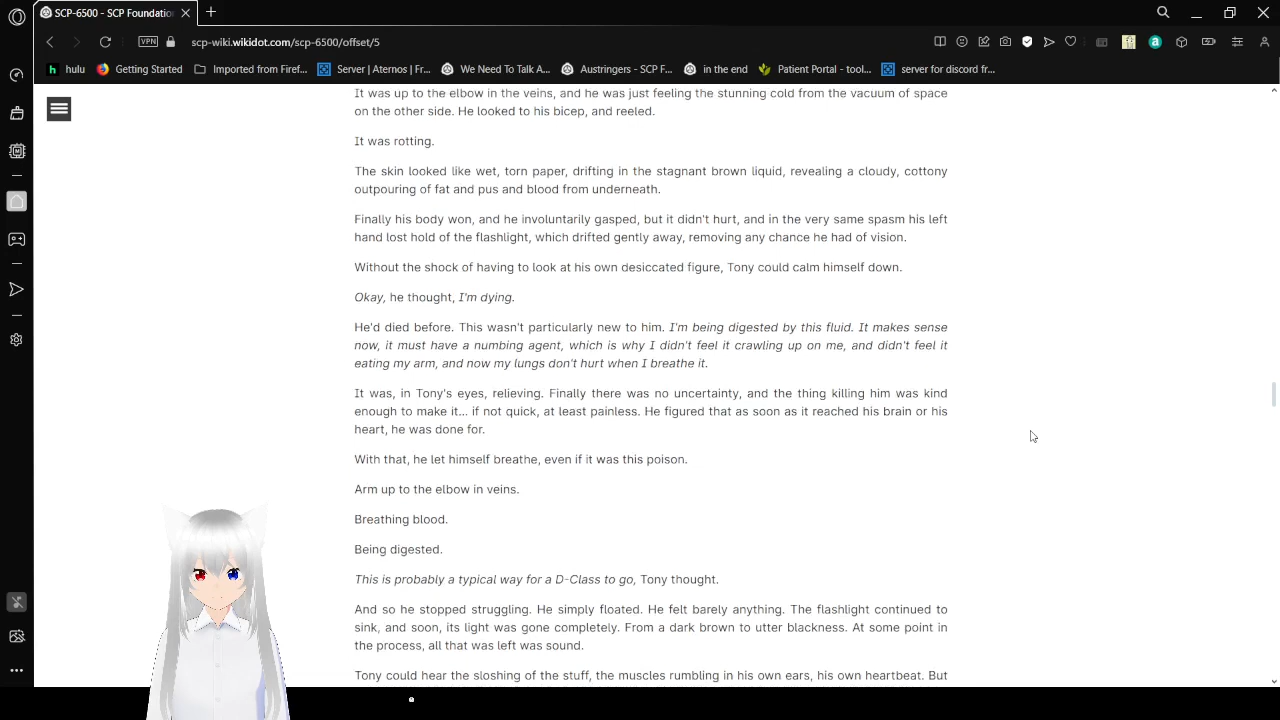 SCP-6500 - SCP Foundatio
VPN
scp-wiki.wikidot.com/scp-6500/offset/5
hulu
Getting Started
Imported from Firef...
Server | Aternos | Fr...
We Need To Talk A...
Austringers - SCP F...
in the end
Patient Portal - tool...
server for discord fr...
It was up to the elbow in the veins, and he was just feeling the stunning cold from the vacuum of space
on the other side. He looked to his bicep, and reeled.
It was rotting.
The skin looked like wet, torn paper, drifting in the stagnant brown liquid, revealing a cloudy, cottony
outpouring of fat and pus and blood from underneath.
Finally his body won, and he involuntarily gasped, but it didn't hurt, and in the very same spasm his left
hand lost hold of the flashlight, which drifted gently away, removing any chance he had of vision.
Without the shock of having to look at his own desiccated figure, Tony could calm himself down.
Okay, he thought, I'm dying.
He'd died before. This wasn't particularly new to him. I'm being digested by this fluid. It makes sense
now, it must have a numbing agent, which is why I didn't feel it crawling up on me, and didn't feel it
eating my arm, and now my lungs don't hurt when I breathe it.
It was, in Tony's eyes, relieving. Finally there was no uncertainty, and the thing killing him was kind
enough to make it... if not quick, at least painless. He figured that as soon as it reached his brain or his
heart, he was done for.
With that, he let himself breathe, even if it was this poison.
Arm up to the elbow in veins.
Breathing blood.
Being digested.
This is probably a typical way for a D-Class to go, Tony thought.
And so he stopped struggling. He simply floated. He felt barely anything. The flashlight continued to
sink, and soon, its light was gone completely. From a dark brown to utter blackness. At some point in
the process, all that was left was sound.
Tony could hear the sloshing of the stuff, the muscles rumbling in his own ears, his own heartbeat. But